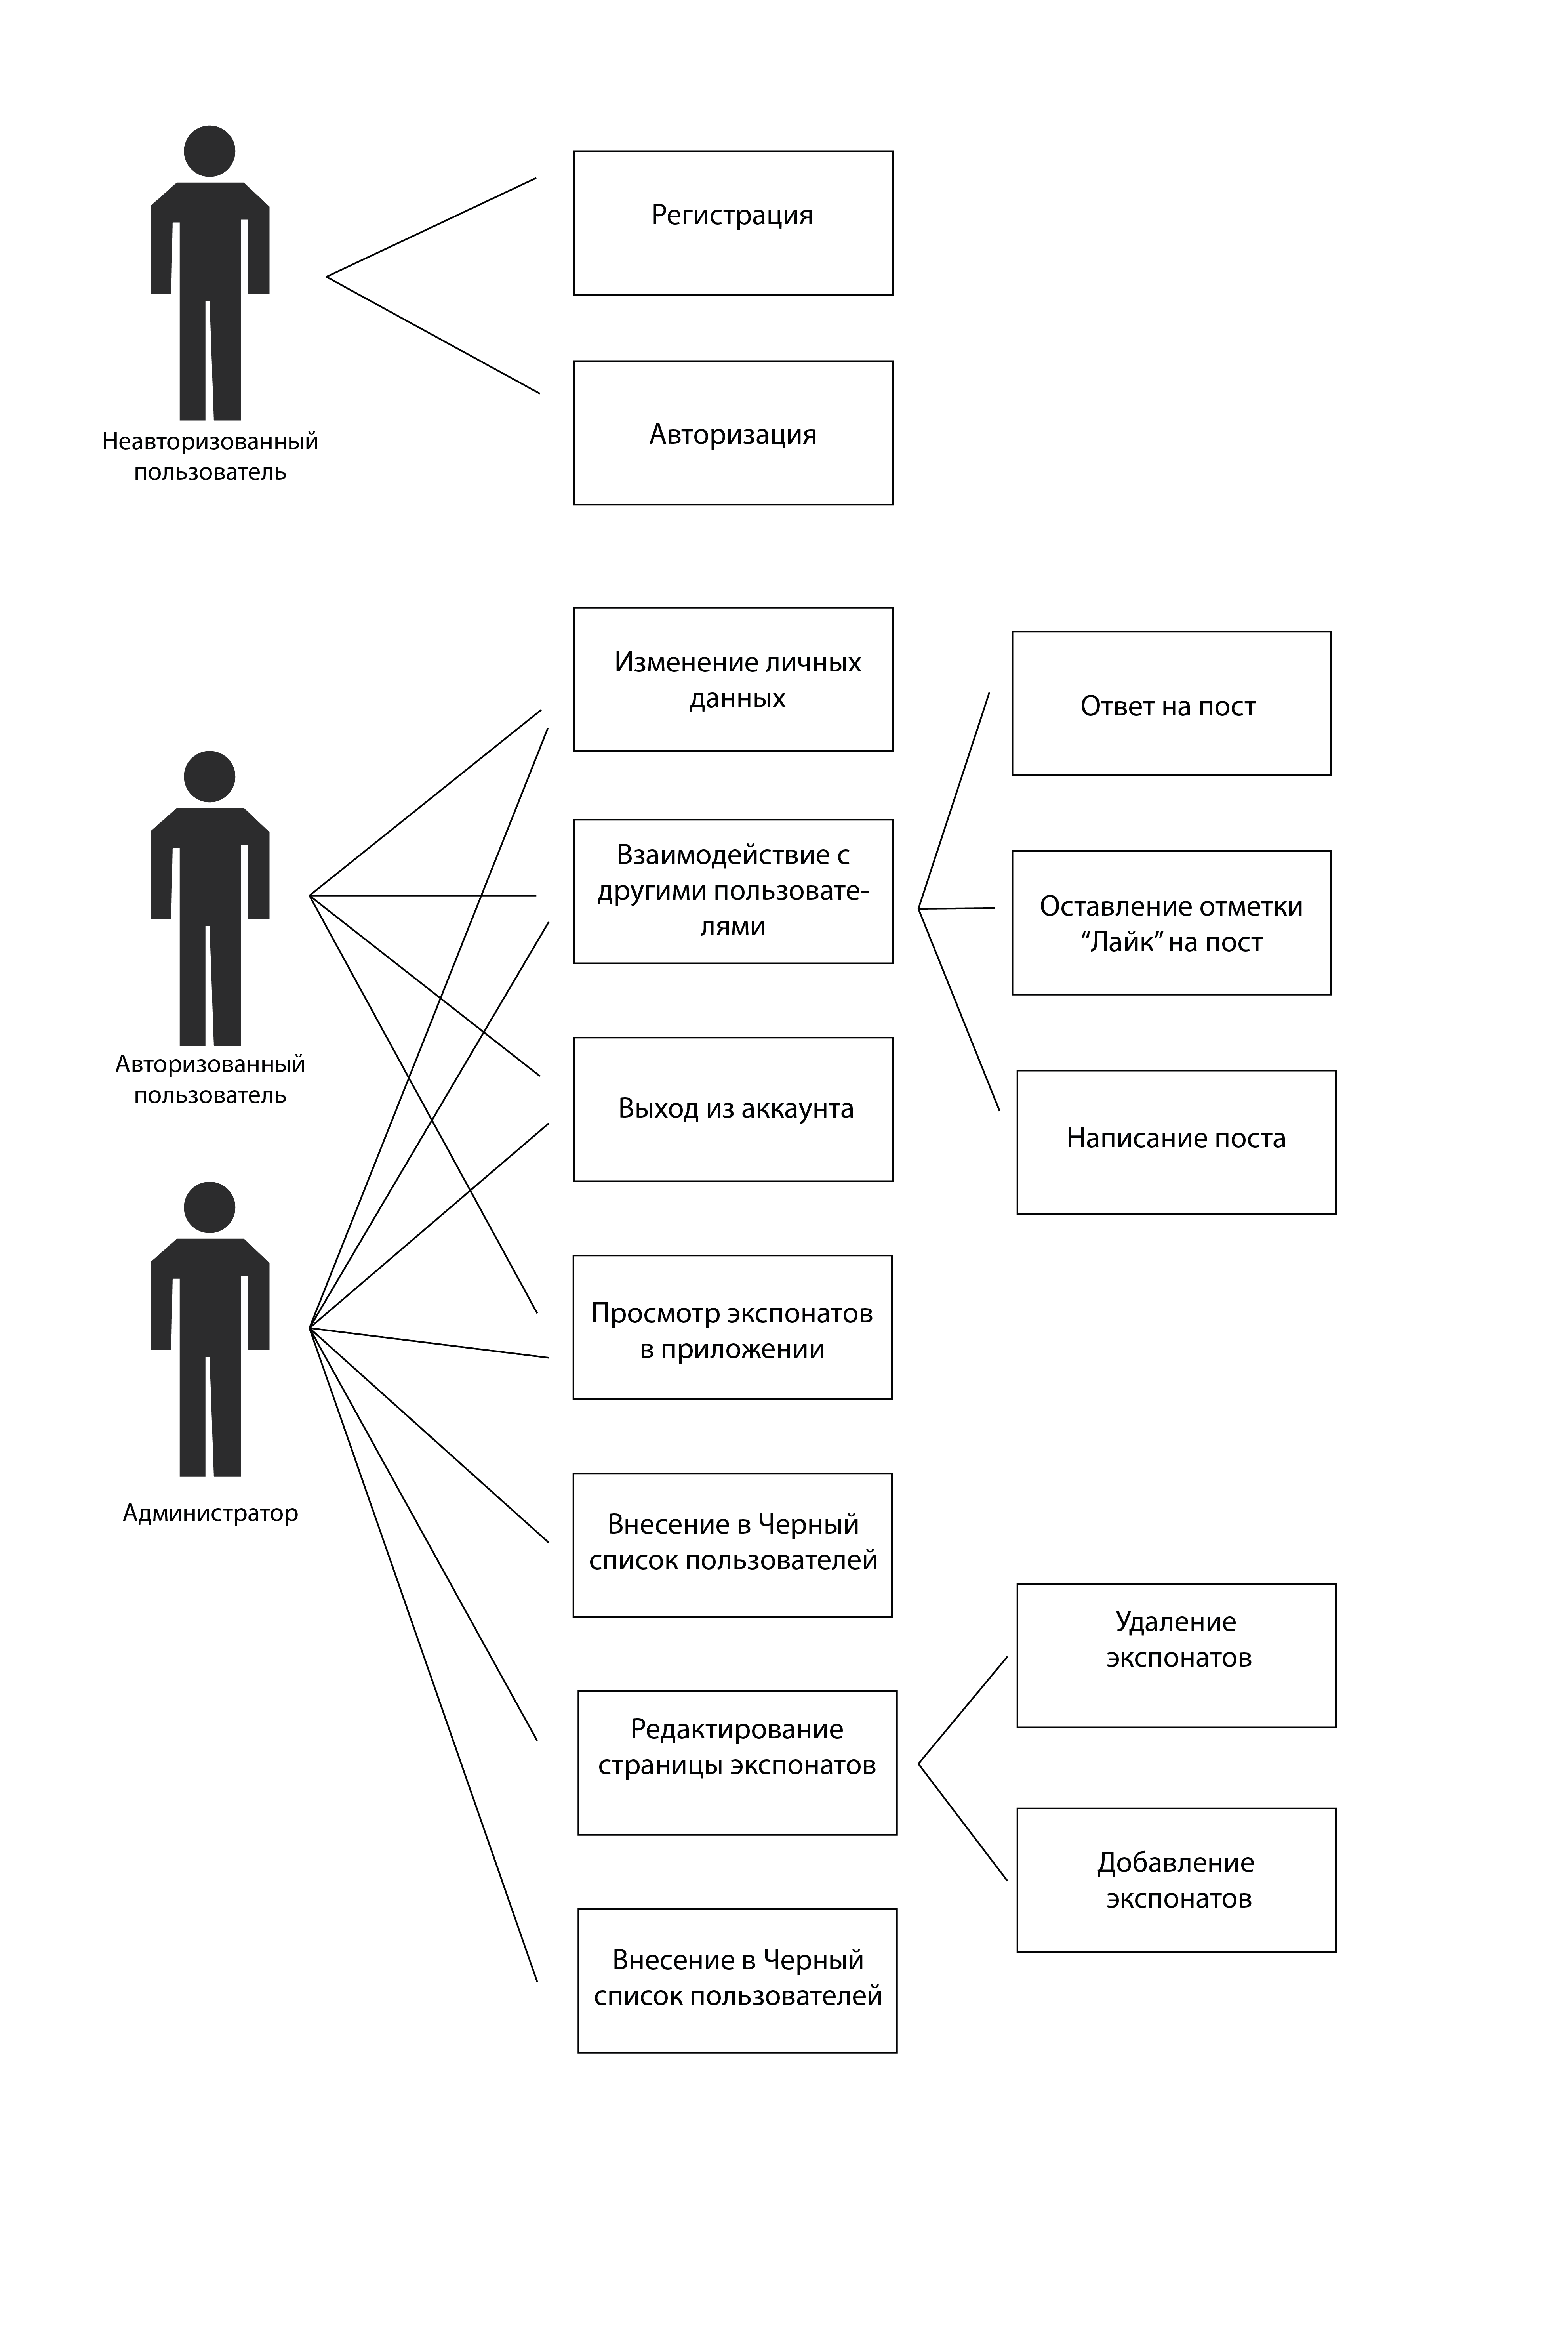 Регистрация
Авторизация
Неавторизованный
пользователь
Изменение личных
данных
Ответ на пост
Взаимодействие с
другими пользовате-
лями
Оставление отметки
“Лайк” на пост
Авторизованный
пользователь
Выход из аккаунта
Написание поста
Просмотр экспонатов
в приложении
Администратор
Внесение в Черный
список пользователей
Удаление
экспонатов
Редактирование
страницы экспонатов
Добавление
экспонатов
Внесение в Черный
список пользователей